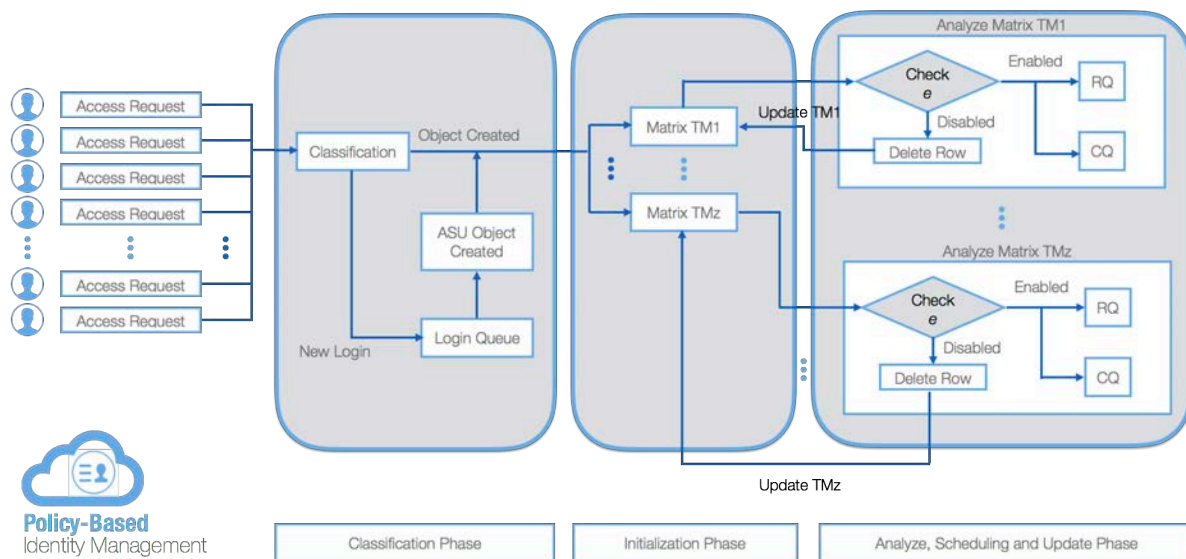 Access Request
Access Request
Access Request
Access Request
Access Request
Access Request
Classification
Object Created
ASU Object
Created
Login Queue
New Login
Matrix TM1
Matrix TMz
Update TM1
Update TMz
Analyze Matrix TM1
Check
e
Enabled
Disabled
Delete Row
RQ
CQ
Analyze Matrix TMz
Check
e
Enabled
Disabled
Delete Row
RQ
CQ
Policy-Based
Identity Management
Classification Phase
Initialization Phase
Analyze, Scheduling and Update Phase